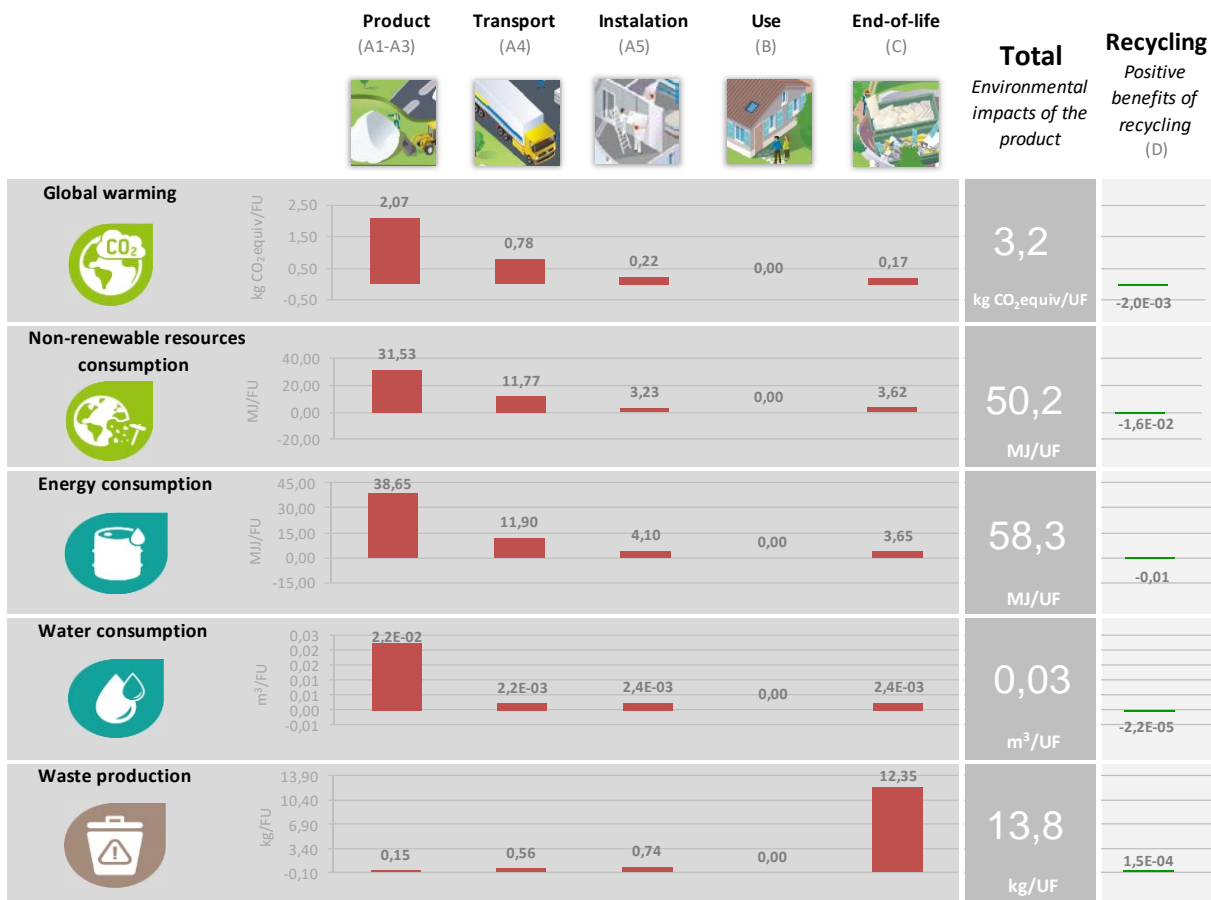 Product
(A1-A3)
Transport
(A4)
Instalation
(A5)
Use
(B)
End-of-life
(C)
Total
Environmental
impacts of the
product
Recycling
Positive
benefits of
recycling
(D)
Global warming
CO2
kg CO2equiv/FU
2,50
1,50
0,50
-0,50
2,07
0,78
0,22
0,00
0,17
3,2
kg CO2equiv/UF
-2,0E-03
Non-renewable resources
consumption
MJ/FU
40,00
20,00
0,00
-20,00
31,53
11,77
3,23
0,00
3,62
50,2
MJ/UF
-1,6E-02
Energy consumption
MJJ/FU
45,00
30,00
15,00
0,00
-15,00
38,65
11,90
4,10
0,00
3,65
58,3
MJ/UF
-0,01
Water consumption
m³/FU
0,03
0,02
0,02
0,01
0,01
0,00
-0,01
2,2E-02
2,2E-03
2,4E-03
0,00
2,4E-03
0,03
m³/UF
-2,2E-05
Waste production
kg/FU
13,90
10,40
6,90
3,40
-0,10
0,15
0,56
0,74
0,00
12,35
13,8
kg/UF
1,5E-04